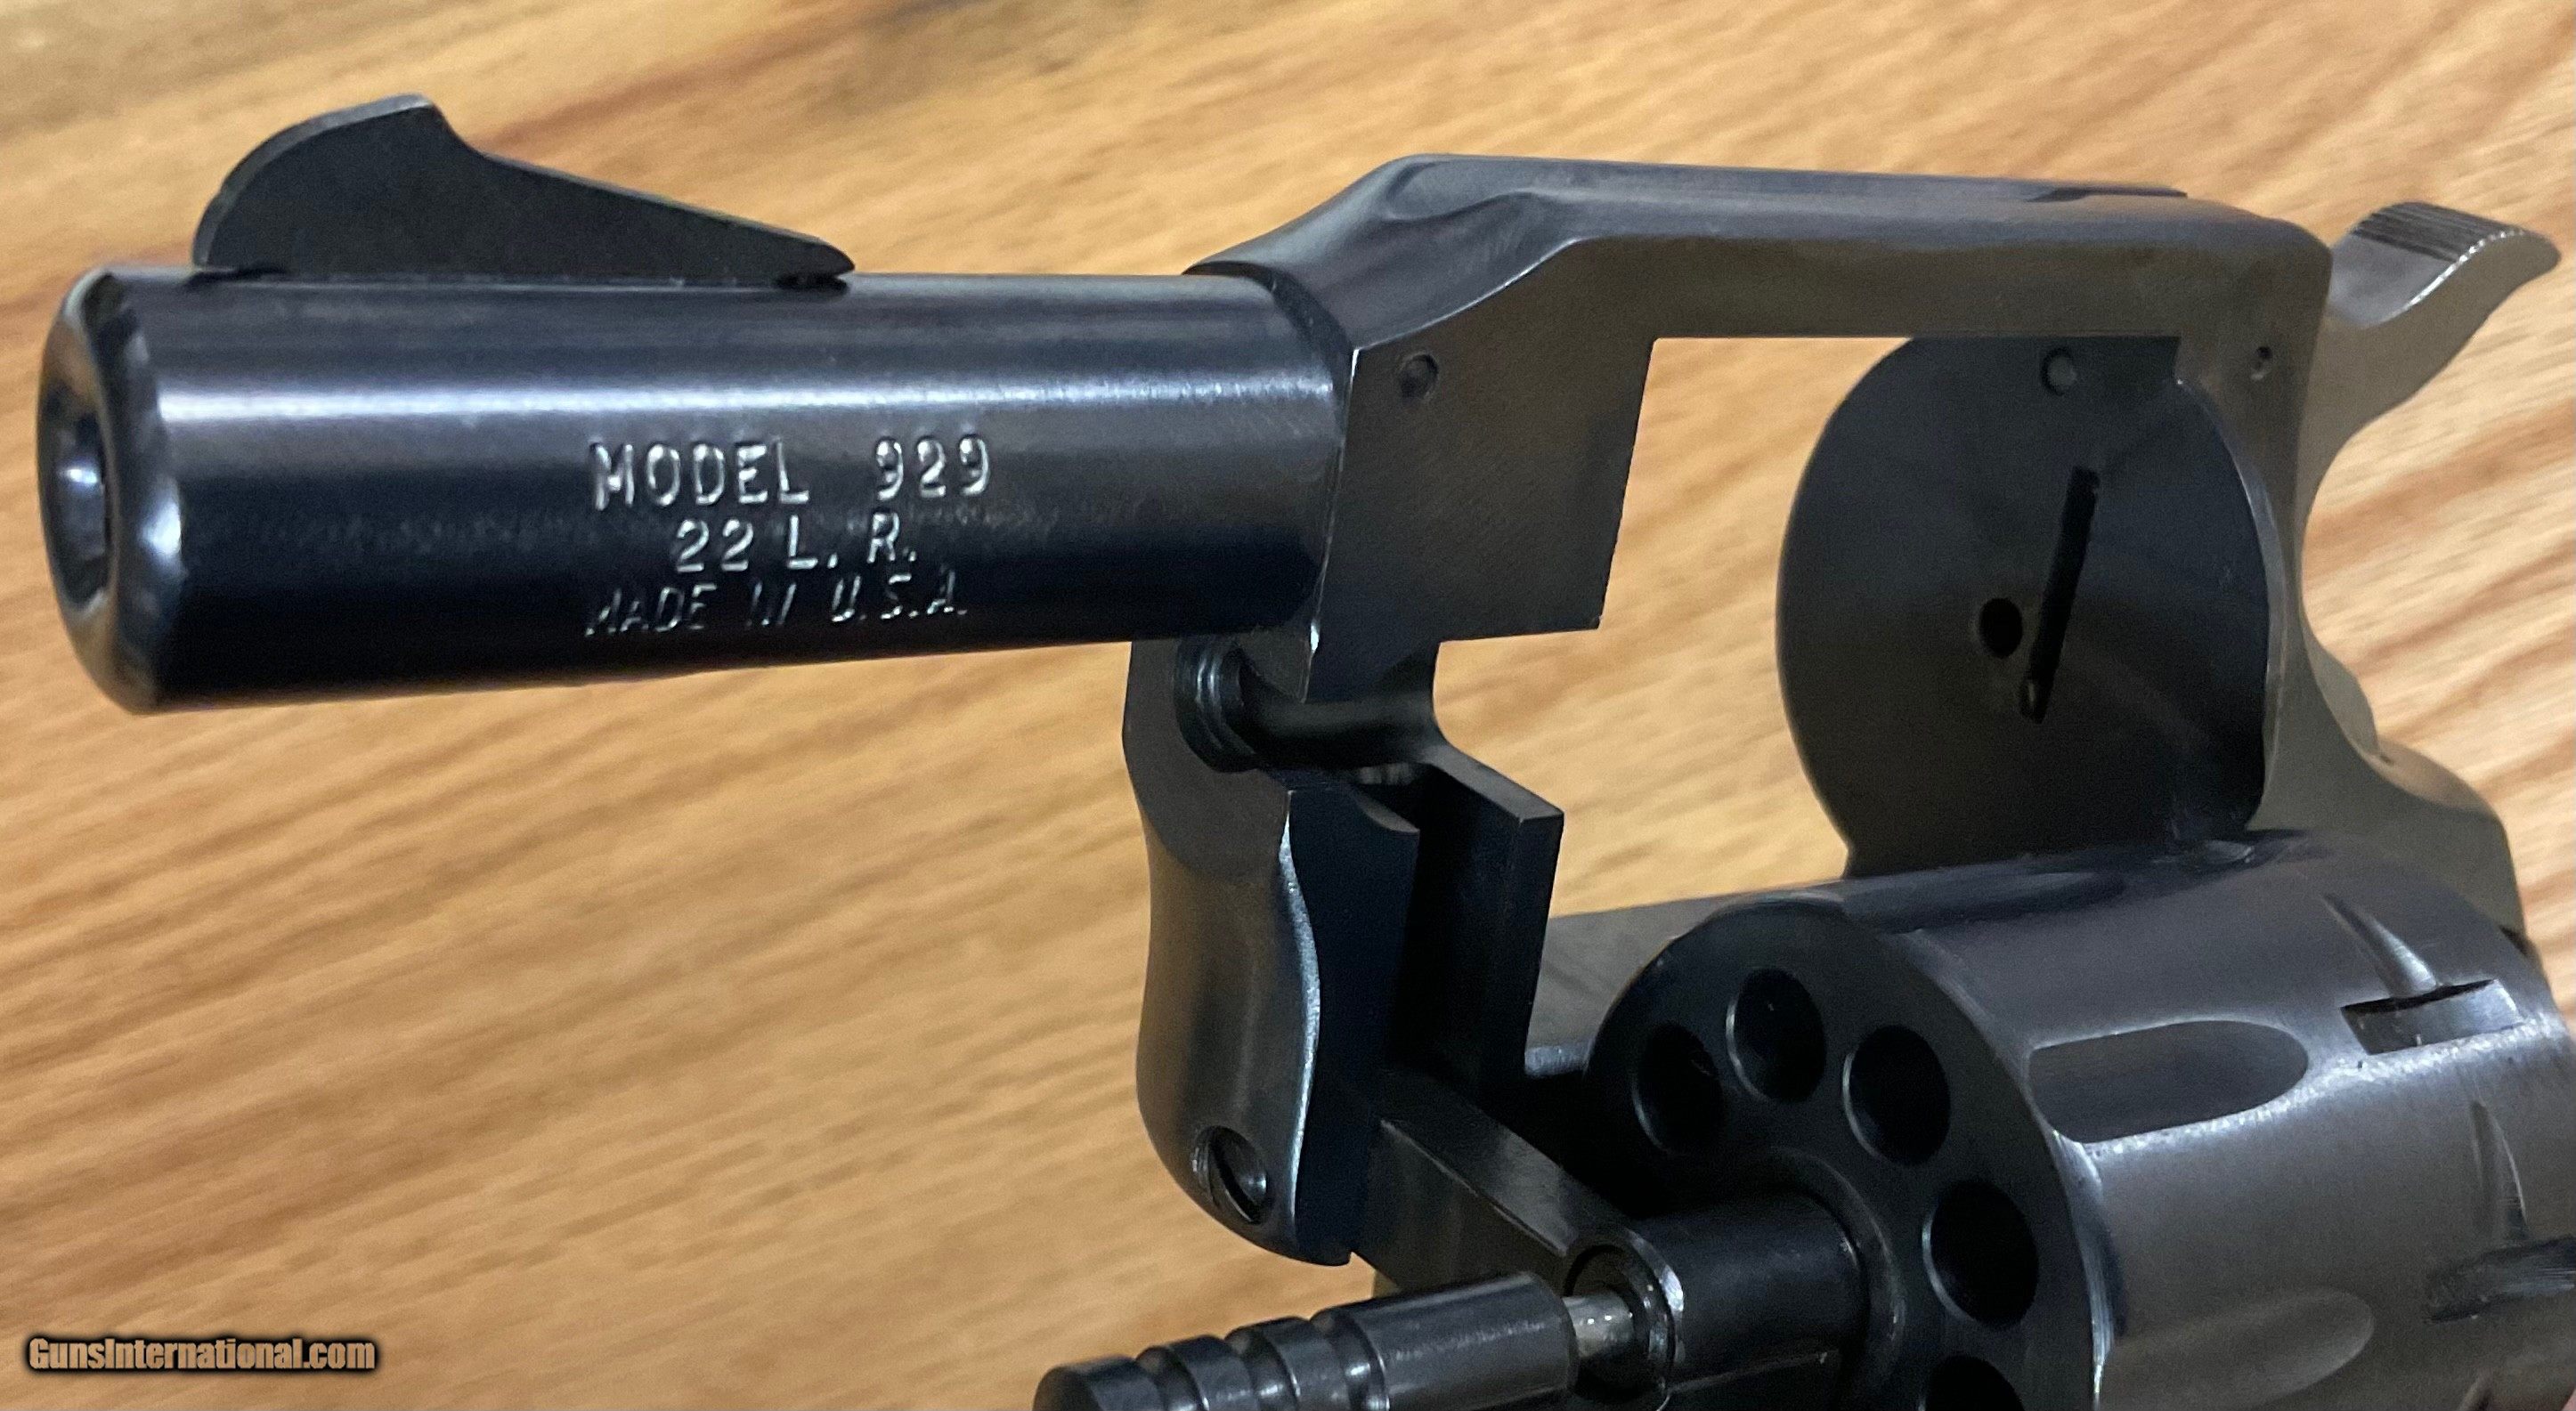 MODEL 929
22 L. R.
MADE IN U.S.A.
GunsInternational.com